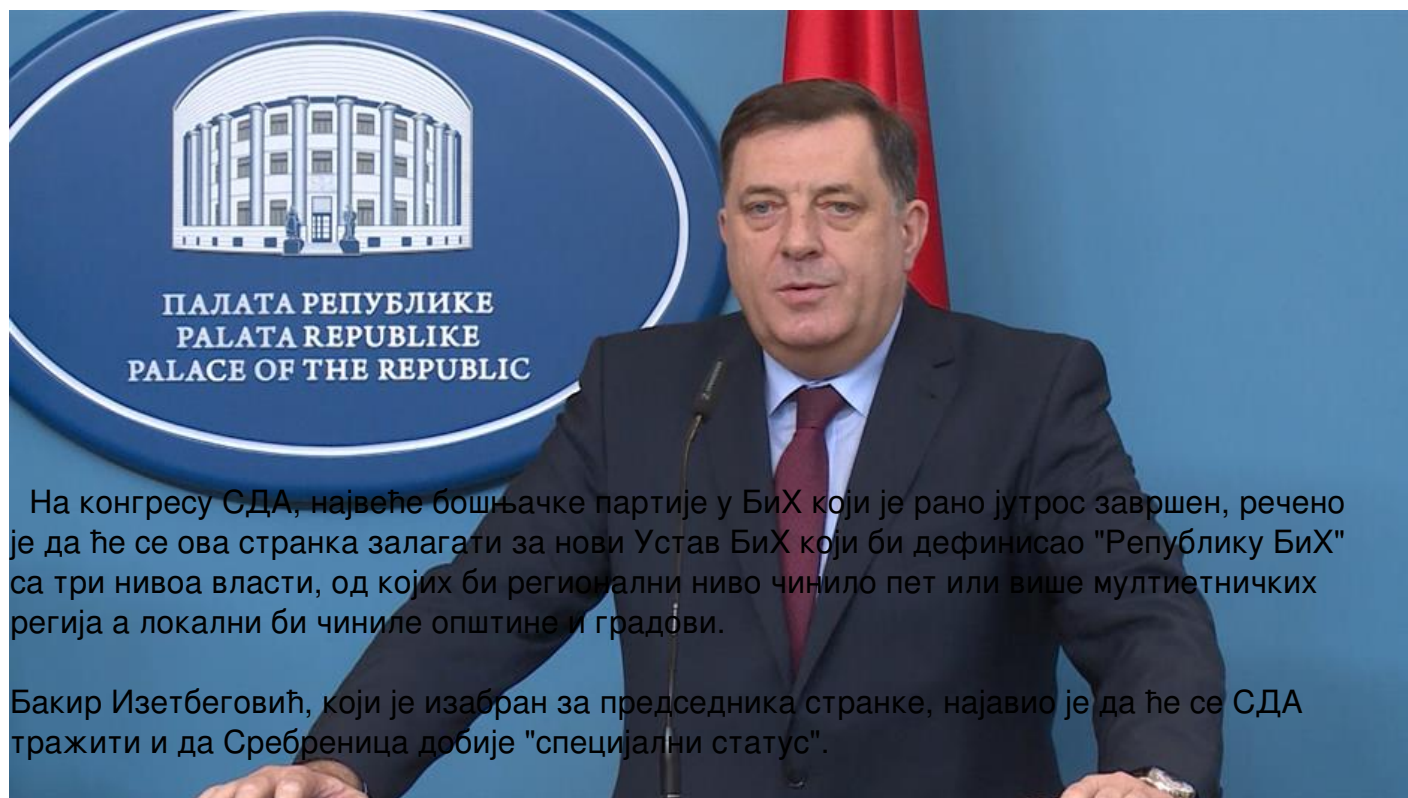 ПАЛАТА РЕПУБЛИКЕ
PALATA REPUBLIKE
PALACE OF THE REPUBLIC
На конгресу СДА, највеће бошњачке партије у БиХ који је рано јутрос завршен, речено
је да ће се ова странка залагати за нови Устав БиХ који би дефинисао "Републику БиХ"
са три нивоа власти, од којих би регионални ниво чинило пет или више мултиетничких
регија а локални би чиниле општине и градови.
Бакир Изетбеговић, који је изабран за председника странке, најавио је да ће се СДА
тражити и да Сребреница добије "специјални статус".